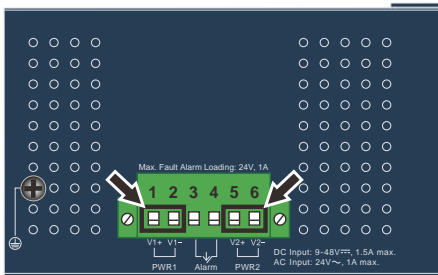 Max. Fault Alarm Loading: 24V, 1A
1 2 3 4 5 6
V1+ V1- V2+ V2-
PWR1 Alarm PWR2
DC Input: 9-48V⎓, 1.5A max.
AC Input: 24V~, 1A max.